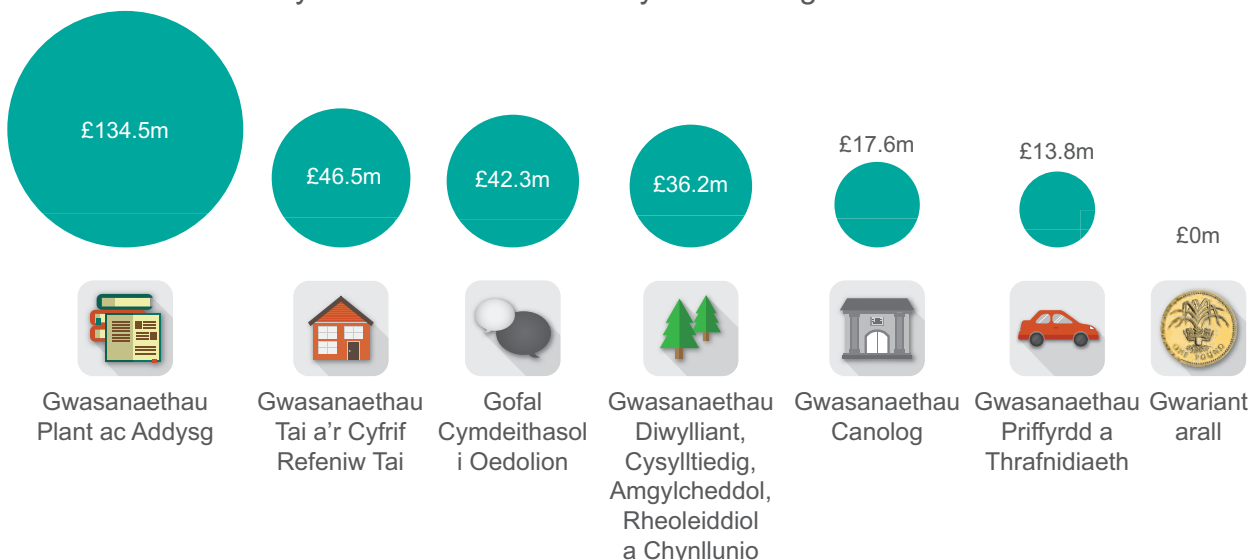 £134.5m
£46.5m
£42.3m
£36.2m
£17.6m
£13.8m
£0m
ONE POUND
Gwasanaethau
Plant ac Addysg
Gwasanaethau
Tai a'r Cyfrif
Refeniw Tai
Gofal
Cymdeithasol
i Oedolion
Gwasanaethau
Diwylliant,
Cysylltiedig,
Amgylcheddol,
Rheoleiddiol
a Chynllunio
Gwasanaethau
Canolog
Gwasanaethau
Priffyrdd a
Thrafnidiaeth
Gwariant
arall